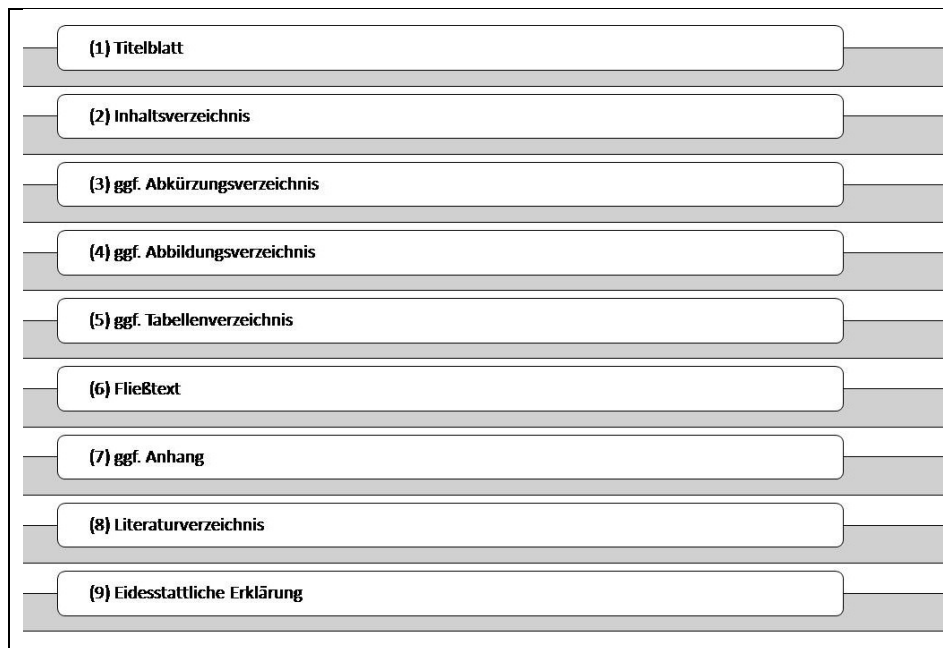 (1) Titelblatt
(2) Inhaltsverzeichnis
(3) ggf. Abkürzungsverzeichnis
(4) ggf. Abbildungsverzeichnis
(5) ggf. Tabellenverzeichnis
(6) Fließtext
(7) ggf. Anhang
(8) Literaturverzeichnis
(9) Eidesstattliche Erklärung